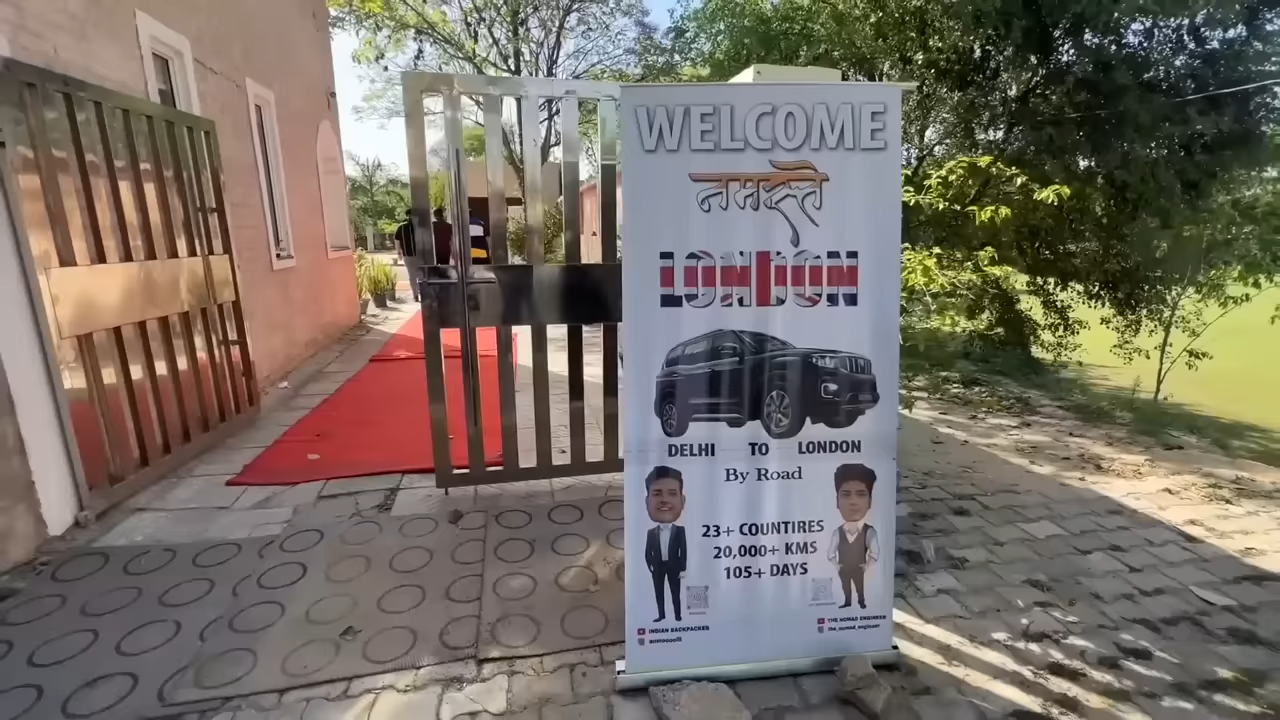 WELCOME
नमस्ते
LONDON
DELHI TO LONDON
By Road
23+ COUNTIRES
20,000+ KMS
105+ DAYS
INDIAN BACKPACKER
THE NOMAD ENGINEER
the_nomad_engineer